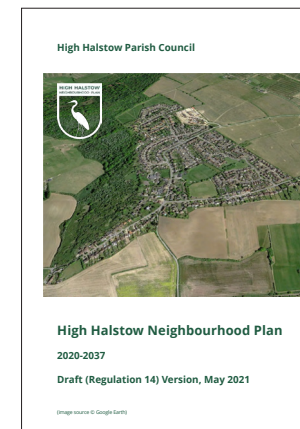 High Halstow Parish Council
HIGH HALSTOW
NEIGHBOURHOOD PLAN
High Halstow Neighbourhood Plan
2020-2037
Draft (Regulation 14) Version, May 2021
(image source © Google Earth)